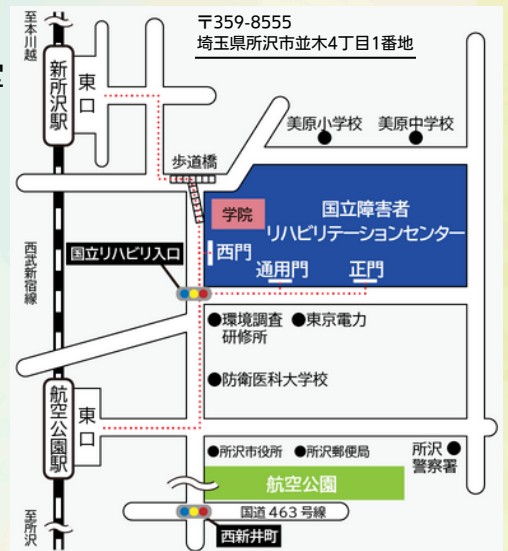 〒359-8555
埼玉県所沢市並木4丁目1番地
至本川越
新所沢駅
東口
美原小学校
美原中学校
歩道橋
学院
国立障害者
リハビリテーションセンター
西門
通用門
正門
国立リハビリ入口
西武新宿線
●環境調査
研修所
●東京電力
●防衛医科大学校
航空公園駅
東口
●所沢市役所
●所沢郵便局
所沢
警察署
航空公園
国道463号線
西新井町
至所沢